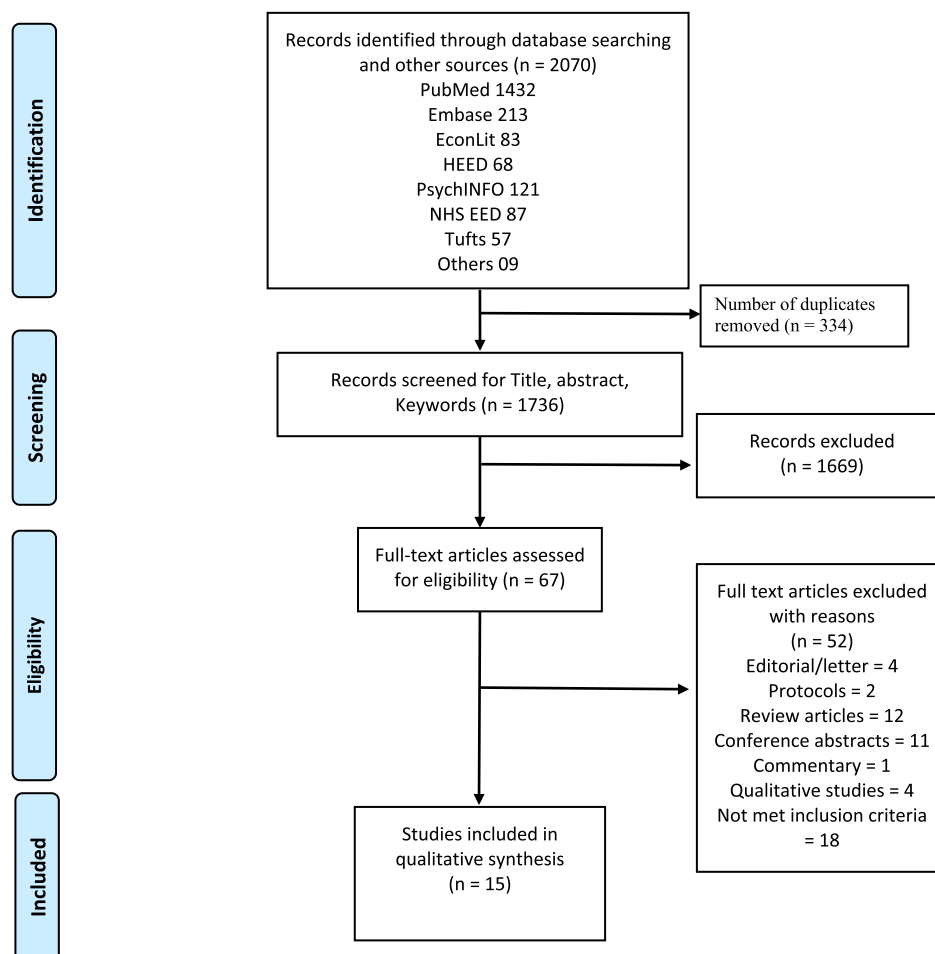 Identification
Records identified through database searching
and other sources (n = 2070)
PubMed 1432
Embase 213
EconLit 83
HEED 68
PsychINFO 121
NHS EED 87
Tufts 57
Others 09
Number of duplicates
removed (n = 334)
Screening
Records screened for Title, abstract,
Keywords (n = 1736)
Records excluded
(n = 1669)
Eligibility
Full-text articles assessed
for eligibility (n = 67)
Full text articles excluded
with reasons
(n = 52)
Editorial/letter = 4
Protocols = 2
Review articles = 12
Conference abstracts = 11
Commentary = 1
Qualitative studies = 4
Not met inclusion criteria
= 18
Included
Studies included in
qualitative synthesis
(n = 15)